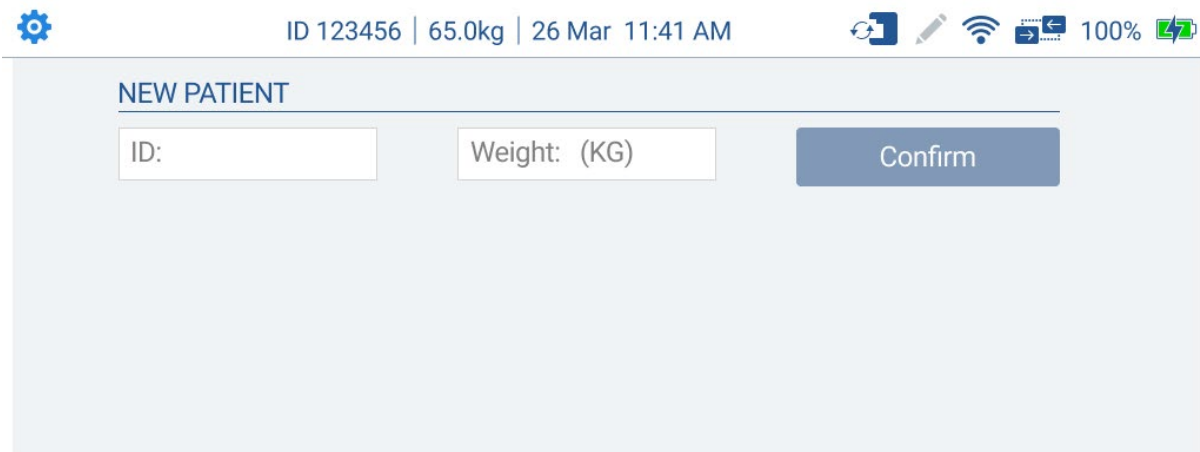 ID 123456 | 65.0kg | 26 Mar 11:41 AM 100%
NEW PATIENT
ID: Weight: (KG) Confirm